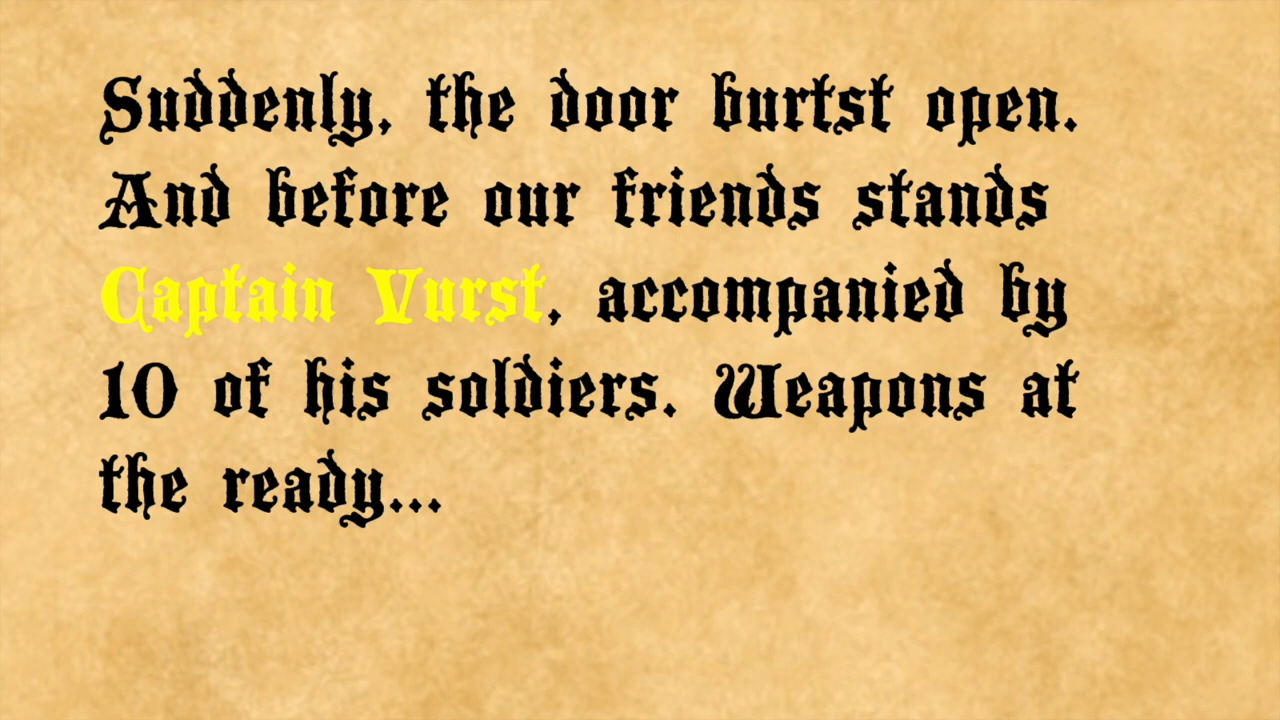 Suddenly, the door burtst open.
And before our friends stands
Captain Vurst, accompanied by
10 of his soldiers. Weapons at
the ready...